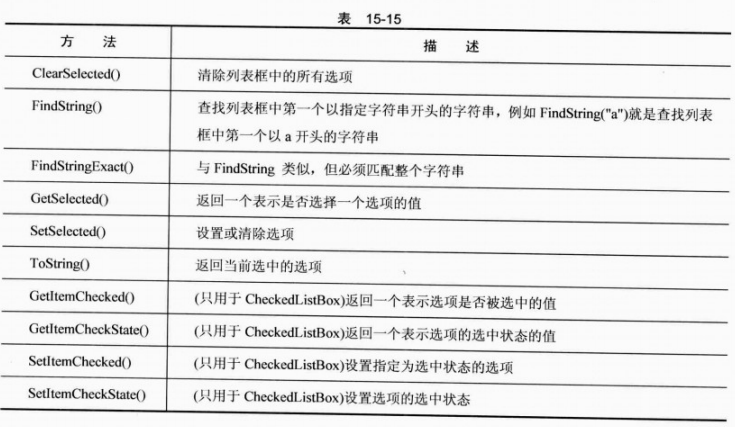 表 15-15
方 法 描 述
ClearSelected() 清除列表框中的所有选项
FindString() 查找列表框中第一个以指定字符串开头的字符串，例如 FindString("a")就是查找列表
框中第一个以 a 开头的字符串
FindStringExact() 与 FindString 类似，但必须匹配整个字符串
GetSelected() 返回一个表示是否选择一个选项的值
SetSelected() 设置或清除选项
ToString() 返回当前选中的选项
GetItemChecked() (只用于 CheckedListBox)返回一个表示选项是否被选中的值
GetItemCheckState() (只用于 CheckedListBox)返回一个表示选项的选中状态的值
SetItemChecked() (只用于 CheckedListBox)设置指定为选中状态的选项
SetItemCheckState() (只用于 CheckedListBox)设置选项的选中状态